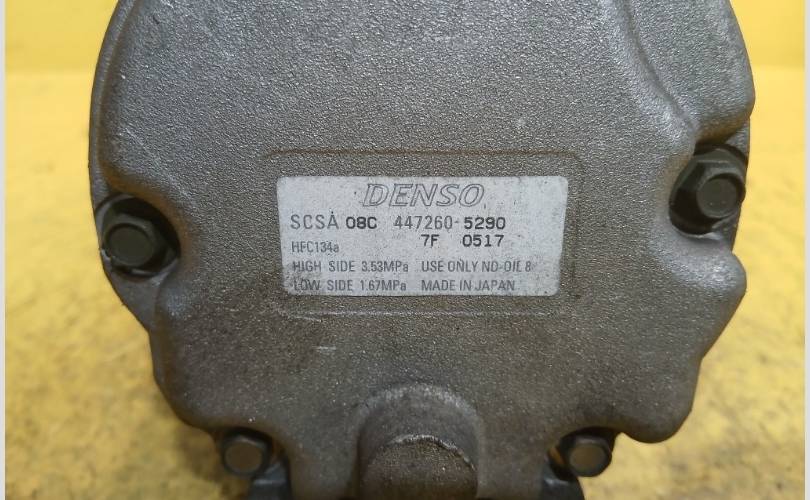 DENSO
SCSA 08C 447260-5290
HFC134a 7F 0517
HIGH SIDE 3.53MPa USE ONLY ND-OIL 8
LOW SIDE 1.67MPa MADE IN JAPAN